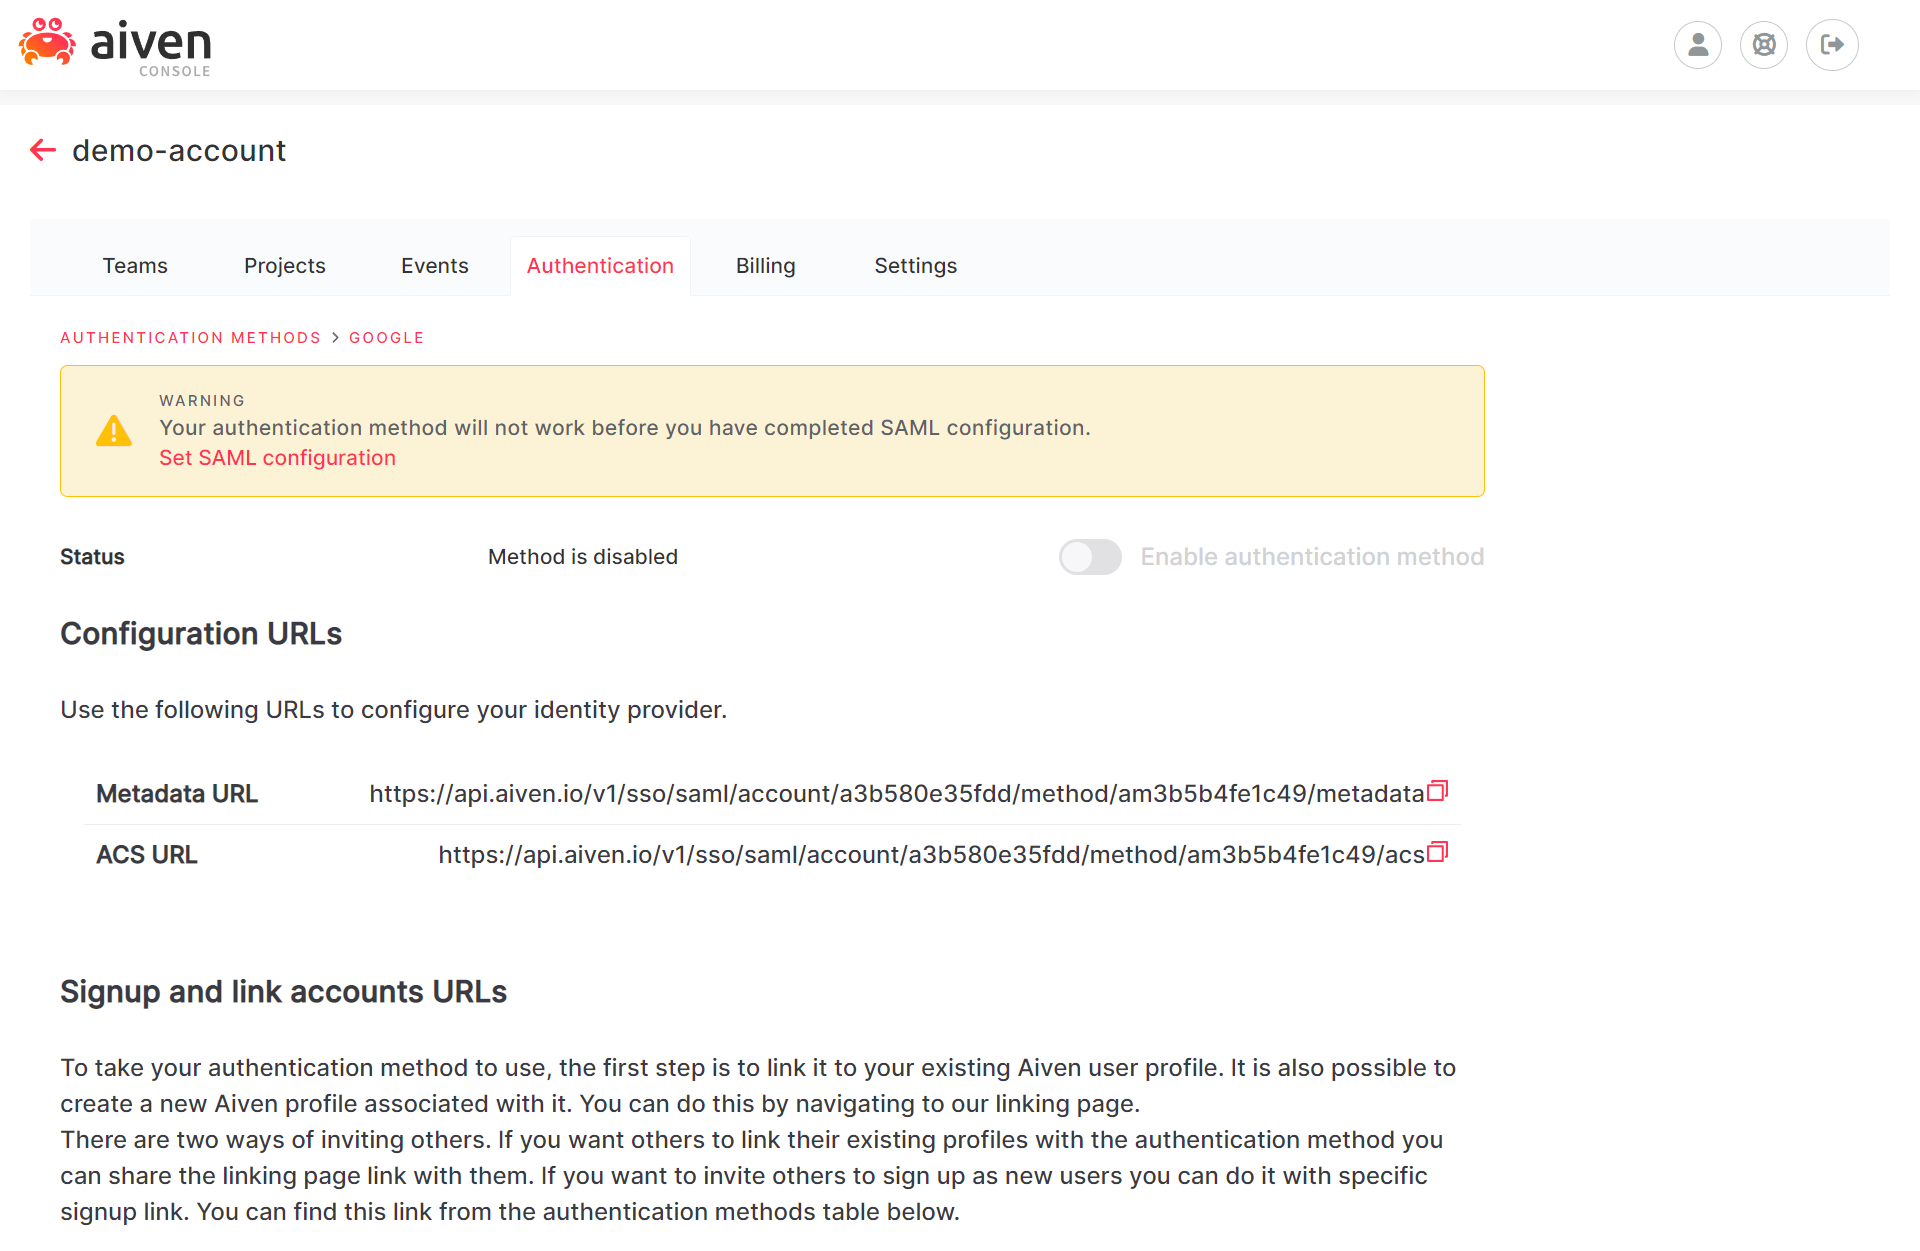 aiven
CONSOLE
demo-account
Teams Projects Events Authentication Billing Settings
AUTHENTICATION METHODS > GOOGLE
WARNING
Your authentication method will not work before you have completed SAML configuration.
Set SAML configuration
Status Method is disabled Enable authentication method
Configuration URLs
Use the following URLs to configure your identity provider.
Metadata URL https://api.aiven.io/v1/sso/saml/account/a3b580e35fdd/method/am3b5b4fe1c49/metadata
ACS URL https://api.aiven.io/v1/sso/saml/account/a3b580e35fdd/method/am3b5b4fe1c49/acs
Signup and link accounts URLs
To take your authentication method to use, the first step is to link it to your existing Aiven user profile. It is also possible to
create a new Aiven profile associated with it. You can do this by navigating to our linking page.
There are two ways of inviting others. If you want others to link their existing profiles with the authentication method you
can share the linking page link with them. If you want to invite others to sign up as new users you can do it with specific
signup link. You can find this link from the authentication methods table below.